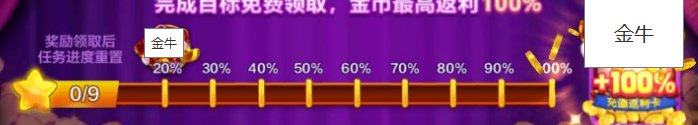 完成目标免费领取，金币最高返利100%
金牛
奖励领取后
任务进度重置
金牛
20% 30% 40% 50% 60% 70% 80% 90% 00%
+100%
充值返利卡
0/9